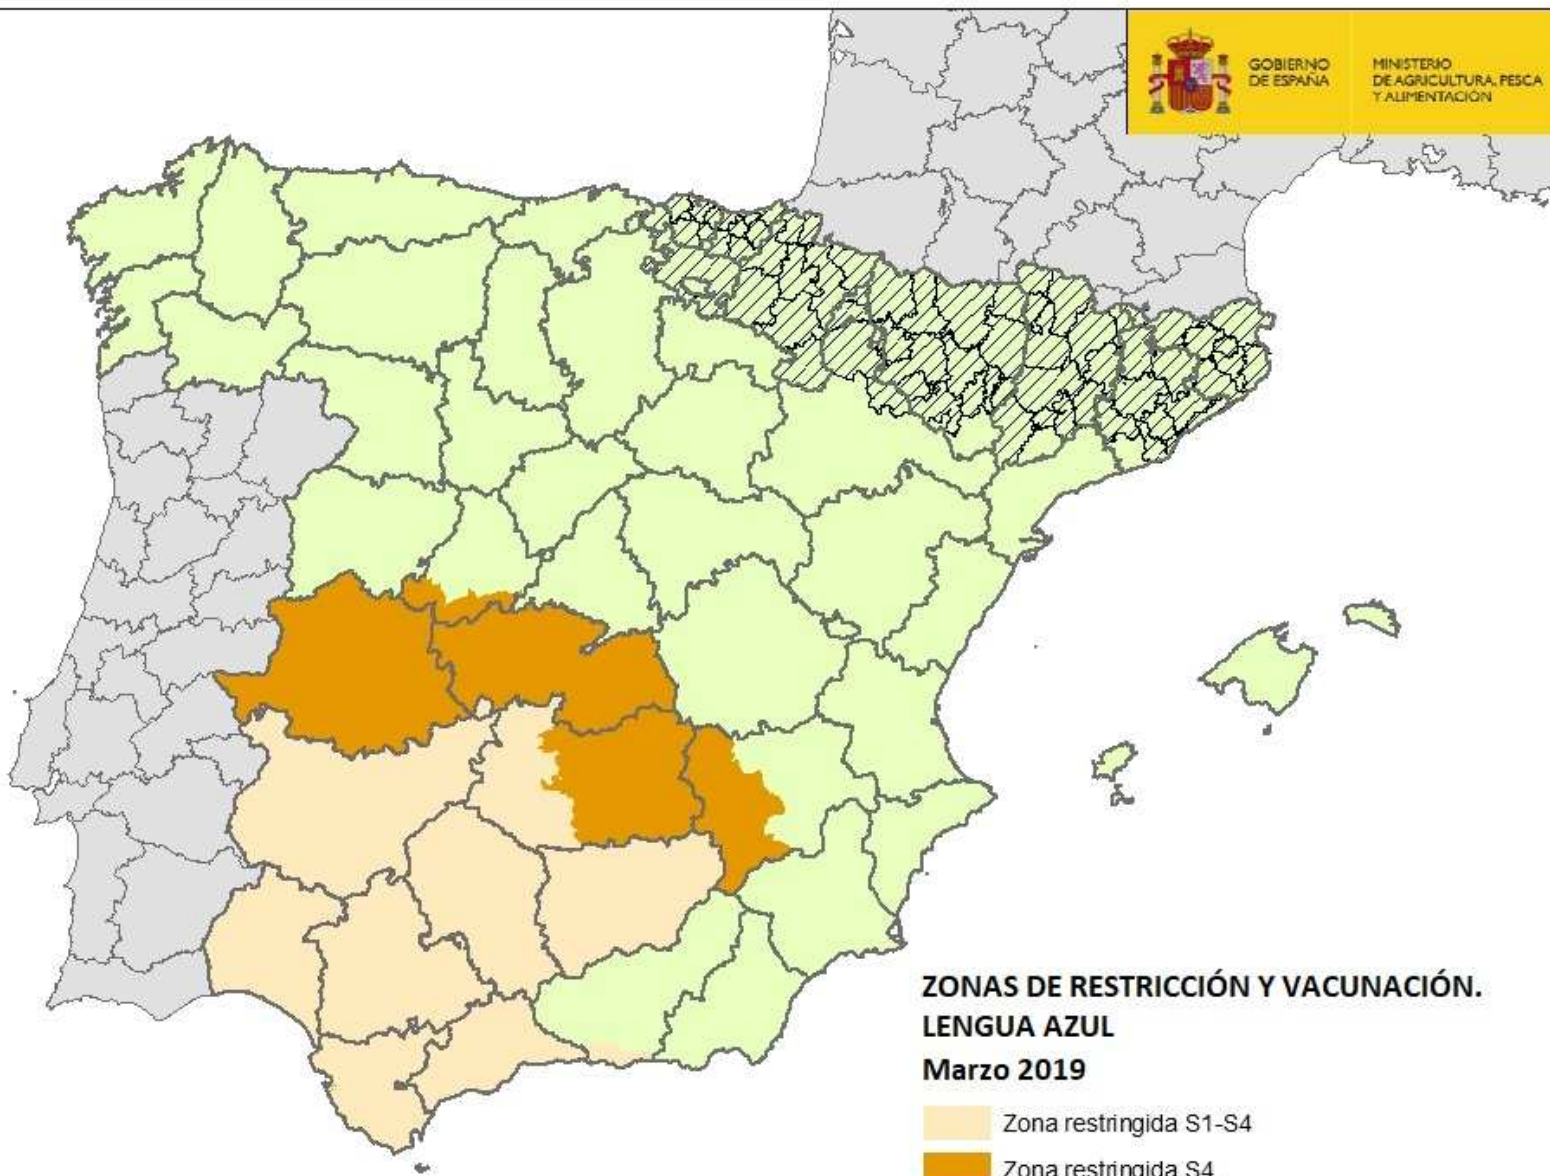 GOBIERNO
DE ESPAÑA
MINISTERIO
DE AGRICULTURA, PESCA
Y ALIMENTACIÓN
ZONAS DE RESTRICCIÓN Y VACUNACIÓN.
LENGUA AZUL
Marzo 2019
Zona restringida S1-S4
Zona restringida S4